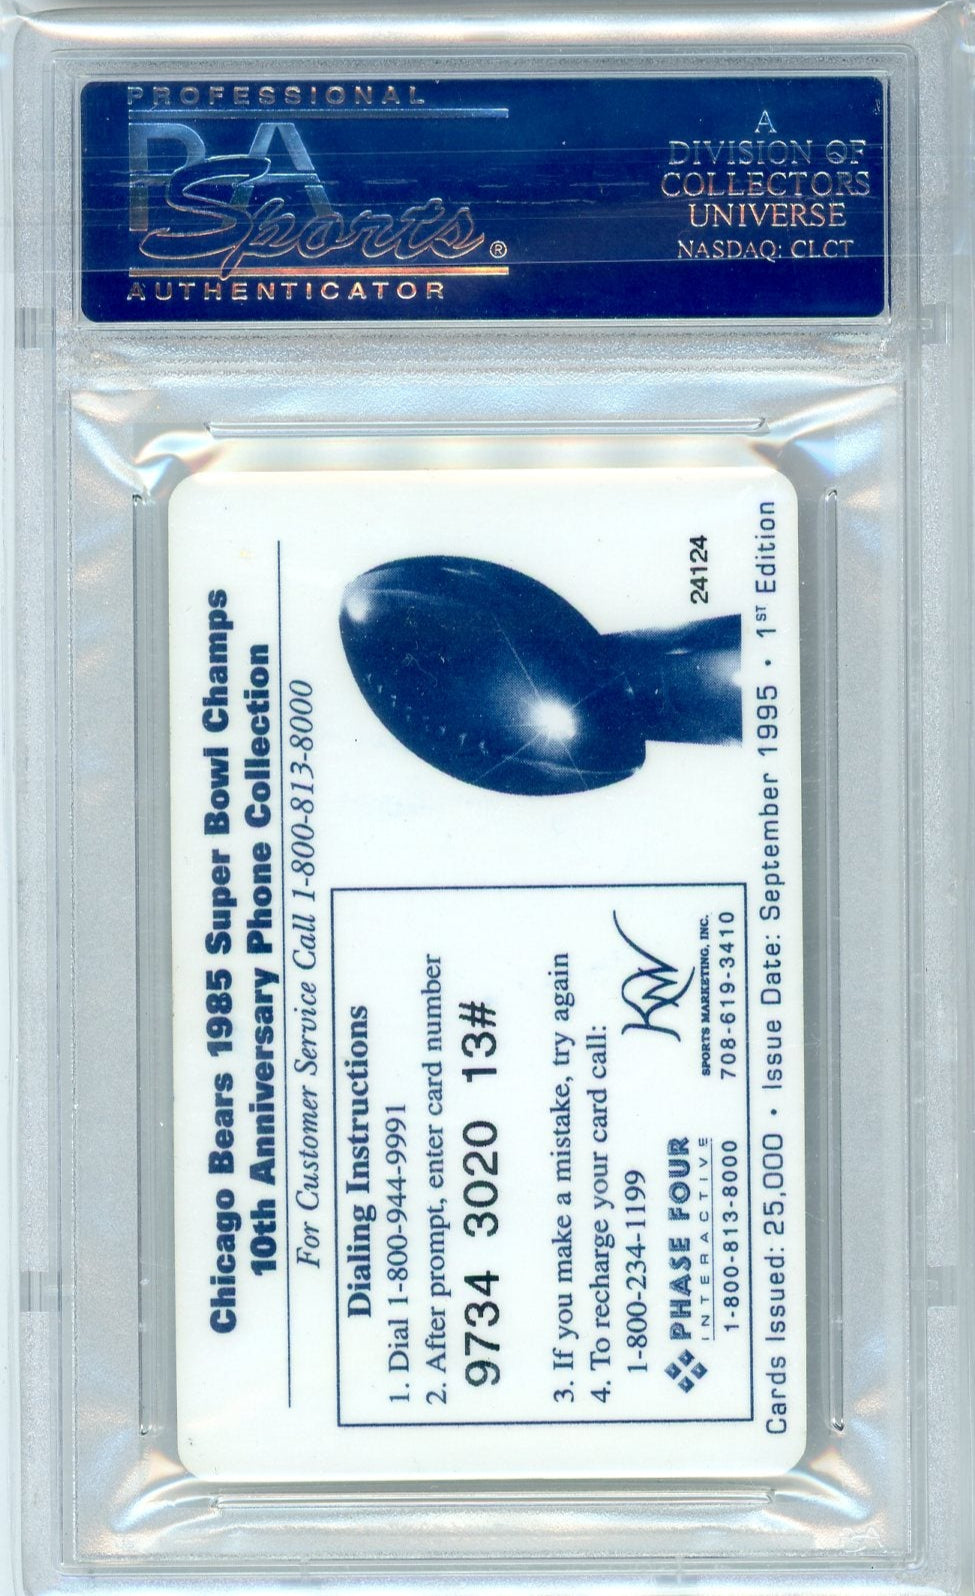 PROFESSIONAL
PSA
Sports®
AUTHENTICATOR
A
DIVISION OF
COLLECTORS
UNIVERSE
NASDAQ: CLCT
Chicago Bears 1985 Super Bowl Champs
10th Anniversary Phone Collection
For Customer Service Call 1-800-813-8000
Dialing Instructions
1. Dial 1-800-944-9991
2. After prompt, enter card number
9734 3020 13#
3. If you make a mistake, try again
4. To recharge your card call:
1-800-234-1199
PHASE FOUR
INTERACTIVE
1-800-813-8000
KW
SPORTS MARKETING, INC.
708-619-3410
24124
Cards Issued: 25,000 • Issue Date: September 1995 • 1ST Edition